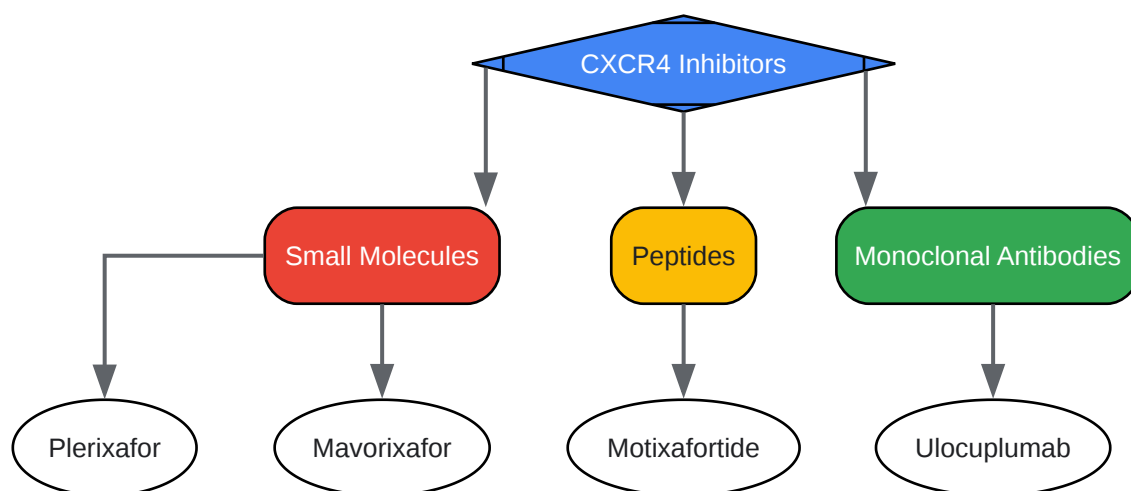 CXCR4 Inhibitors
Small Molecules
Peptides
Monoclonal Antibodies
Plerixafor
Mavorixafor
Motixafortide
Ulocuplumab